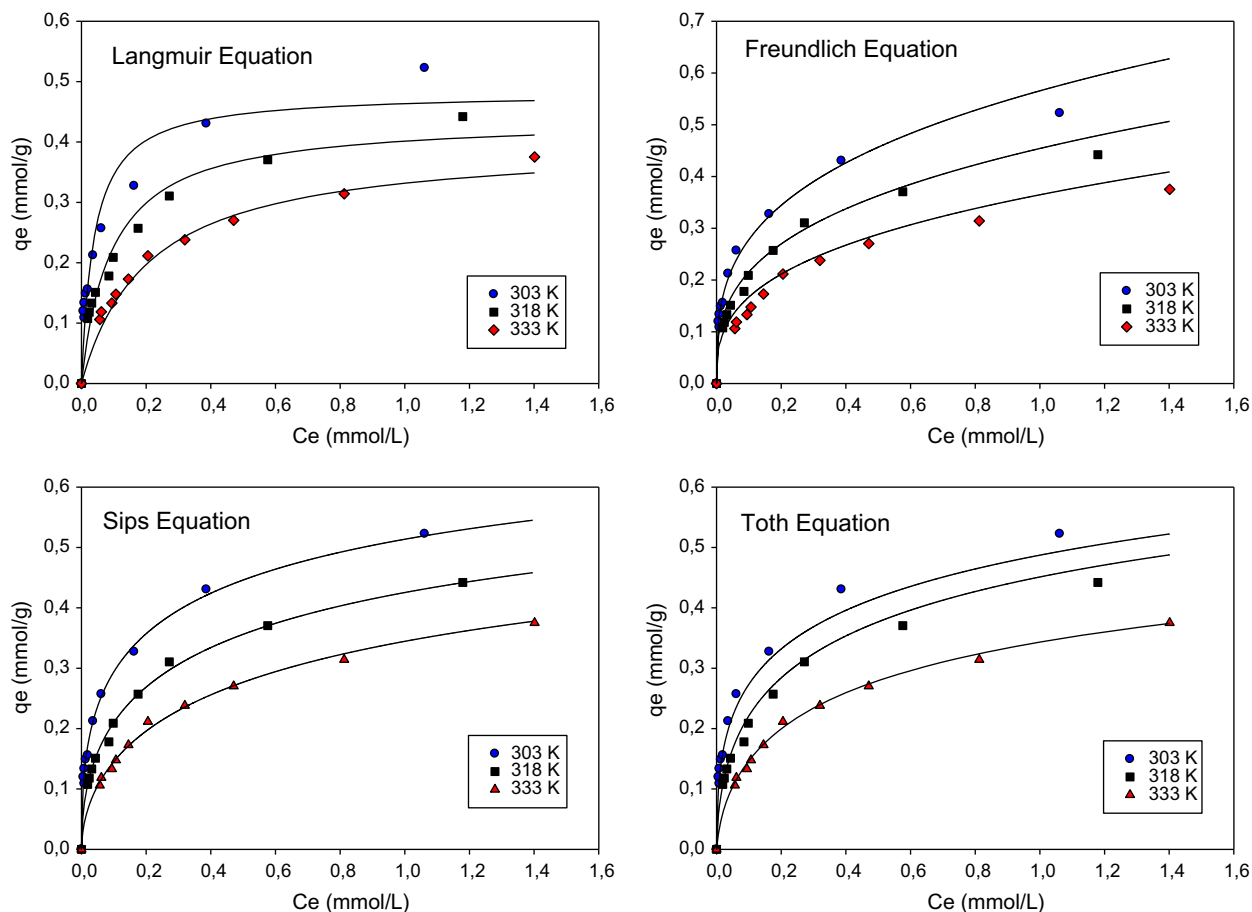 Langmuir Equation
qe (mmol/g)
0,6
0,5
0,4
0,3
0,2
0,1
0,0
0,0 0,2 0,4 0,6 0,8 1,0 1,2 1,4 1,6
Ce (mmol/L)
303 K
318 K
333 K
Freundlich Equation
qe (mmol/g)
0,7
0,6
0,5
0,4
0,3
0,2
0,1
0,0
0,0 0,2 0,4 0,6 0,8 1,0 1,2 1,4 1,6
Ce (mmol/L)
303 K
318 K
333 K
Sips Equation
qe (mmol/g)
0,6
0,5
0,4
0,3
0,2
0,1
0,0
0,0 0,2 0,4 0,6 0,8 1,0 1,2 1,4 1,6
Ce (mmol/L)
303 K
318 K
333 K
Toth Equation
qe (mmol/g)
0,6
0,5
0,4
0,3
0,2
0,1
0,0
0,0 0,2 0,4 0,6 0,8 1,0 1,2 1,4 1,6
Ce (mmol/L)
303 K
318 K
333 K